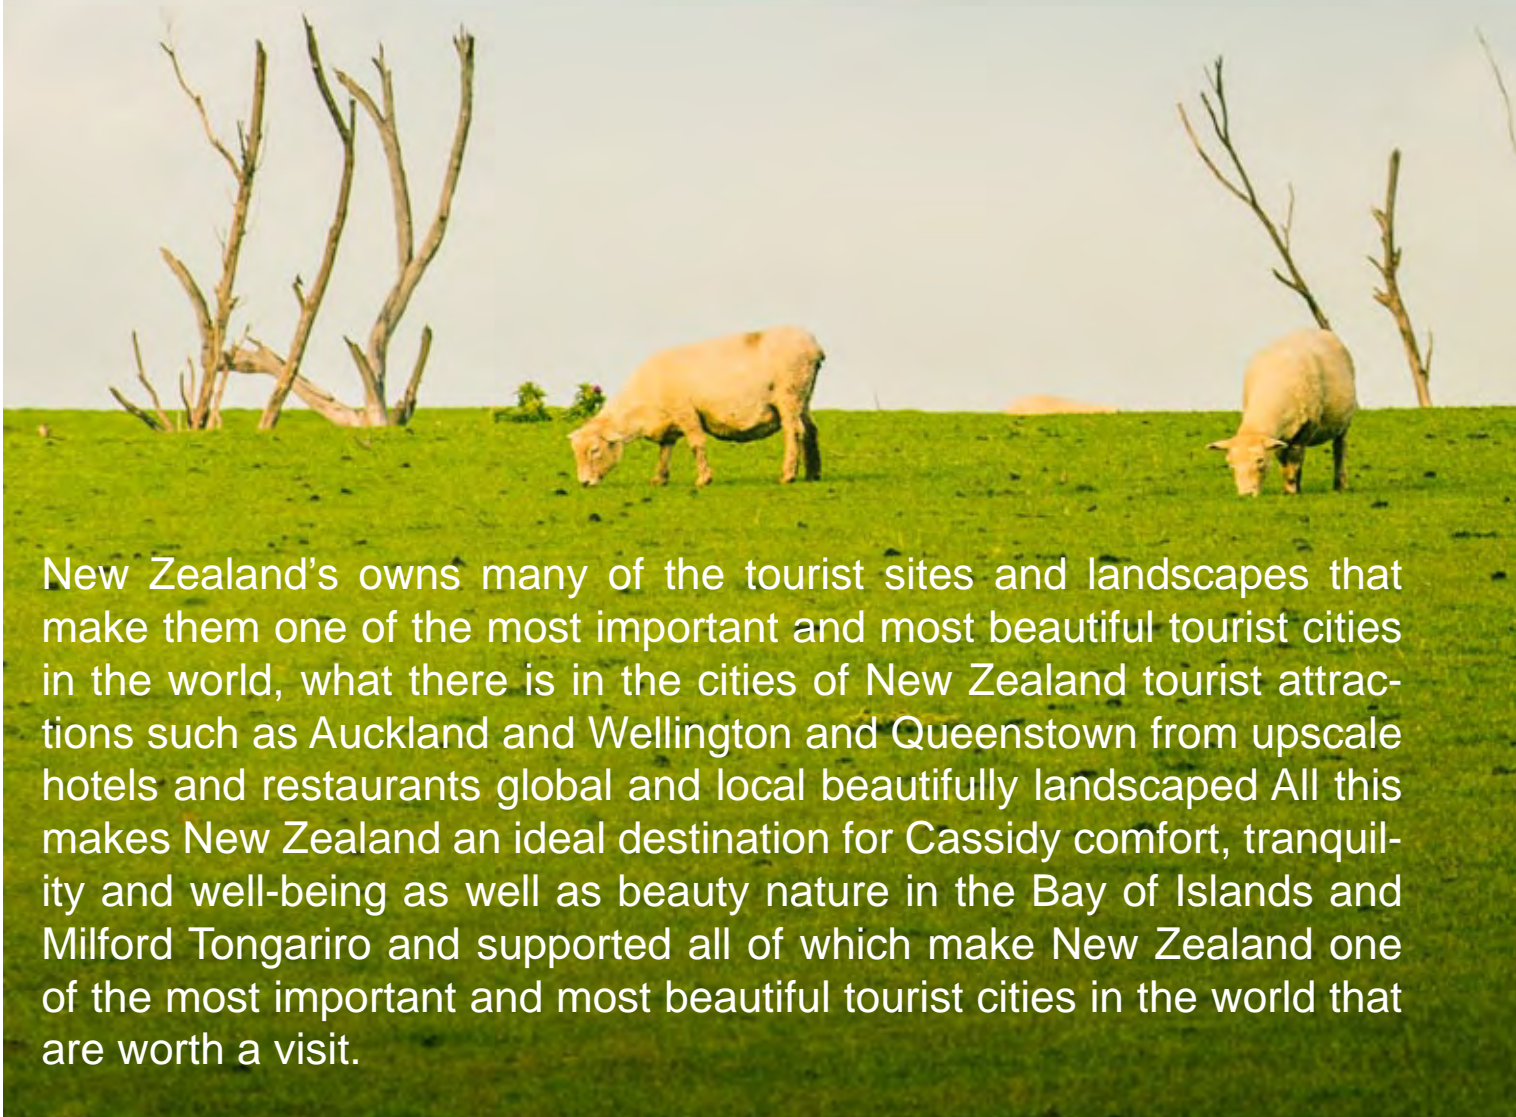 New Zealand’s owns many of the tourist sites and landscapes that
make them one of the most important and most beautiful tourist cities
in the world, what there is in the cities of New Zealand tourist attrac-
tions such as Auckland and Wellington and Queenstown from upscale
hotels and restaurants global and local beautifully landscaped All this
makes New Zealand an ideal destination for Cassidy comfort, tranquil-
ity and well-being as well as beauty nature in the Bay of Islands and
Milford Tongariro and supported all of which make New Zealand one
of the most important and most beautiful tourist cities in the world that
are worth a visit.